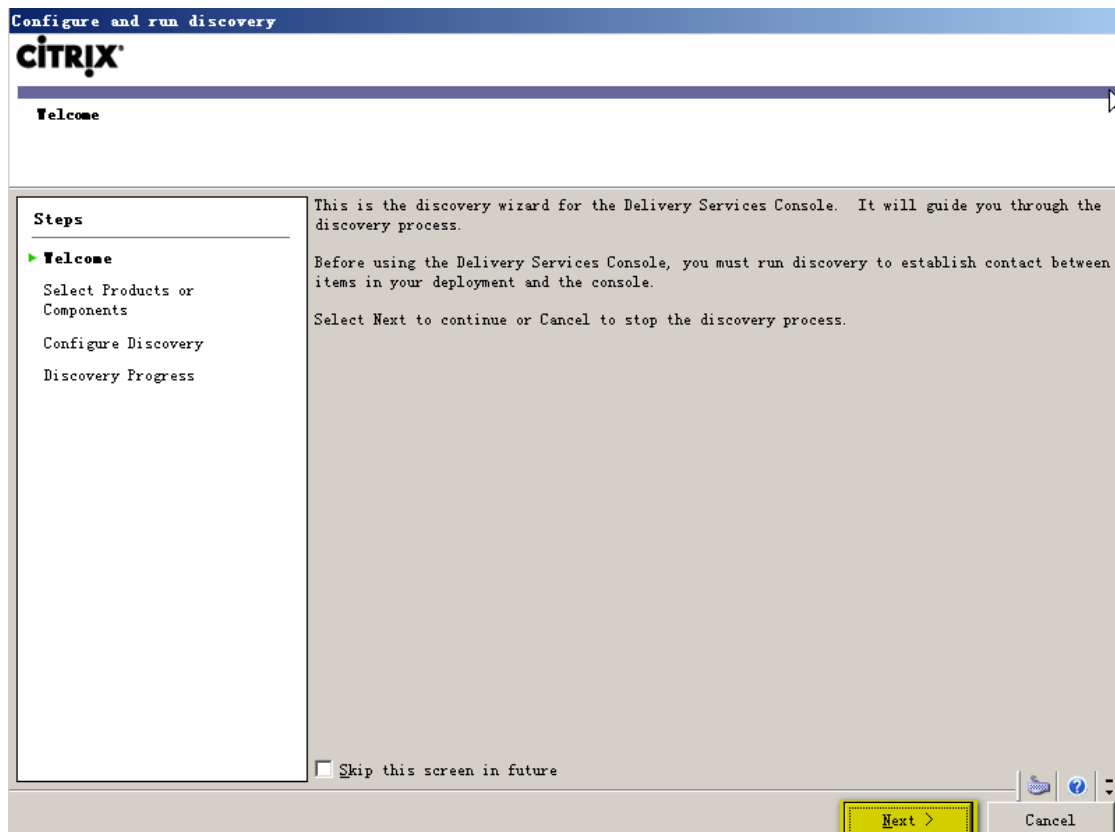 Configure and run discovery
CITRIX
Welcome
Steps
Welcome
Select Products or
Components
Configure Discovery
Discovery Progress
This is the discovery wizard for the Delivery Services Console. It will guide you through the
discovery process.
Before using the Delivery Services Console, you must run discovery to establish contact between
items in your deployment and the console.
Select Next to continue or Cancel to stop the discovery process.
Skip this screen in future
Next >
Cancel